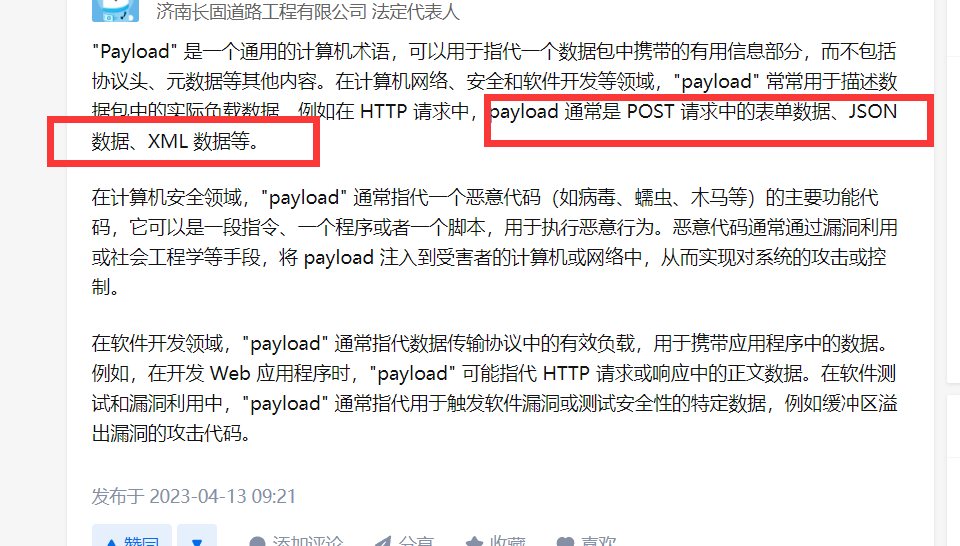 济南长固道路工程有限公司 法定代表人
"Payload" 是一个通用的计算机术语，可以用于指代一个数据包中携带的有用信息部分，而不包括
协议头、元数据等其他内容。在计算机网络、安全和软件开发等领域，"payload" 常常用于描述数
据包中的实际负载数据，例如在 HTTP 请求中，payload 通常是 POST 请求中的表单数据、JSON
数据、XML 数据等。
在计算机安全领域，"payload" 通常指代一个恶意代码（如病毒、蠕虫、木马等）的主要功能代
码，它可以是一段指令、一个程序或者一个脚本，用于执行恶意行为。恶意代码通常通过漏洞利用
或社会工程学等手段，将 payload 注入到受害者的计算机或网络中，从而实现对系统的攻击或控
制。
在软件开发领域，"payload" 通常指代数据传输协议中的有效负载，用于携带应用程序中的数据。
例如，在开发 Web 应用程序时，"payload" 可能指代 HTTP 请求或响应中的正文数据。在软件测
试和漏洞利用中，"payload" 通常指代用于触发软件漏洞或测试安全性的特定数据，例如缓冲区溢
出漏洞的攻击代码。
发布于 2023-04-13 09:21
赞同 添加评论 分享 收藏 喜欢